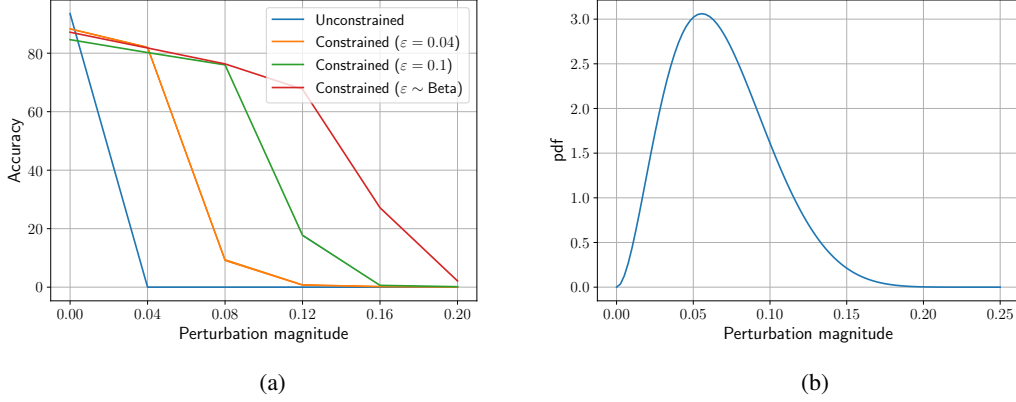 Unconstrained
Constrained (ε = 0.04)
Constrained (ε = 0.1)
Constrained (ε ∼ Beta)
Accuracy
80
60
40
20
0
0.00 0.04 0.08 0.12 0.16 0.20
Perturbation magnitude
(a)
pdf
3.0
2.5
2.0
1.5
1.0
0.5
0.0
0.00 0.05 0.10 0.15 0.20 0.25
Perturbation magnitude
(b)